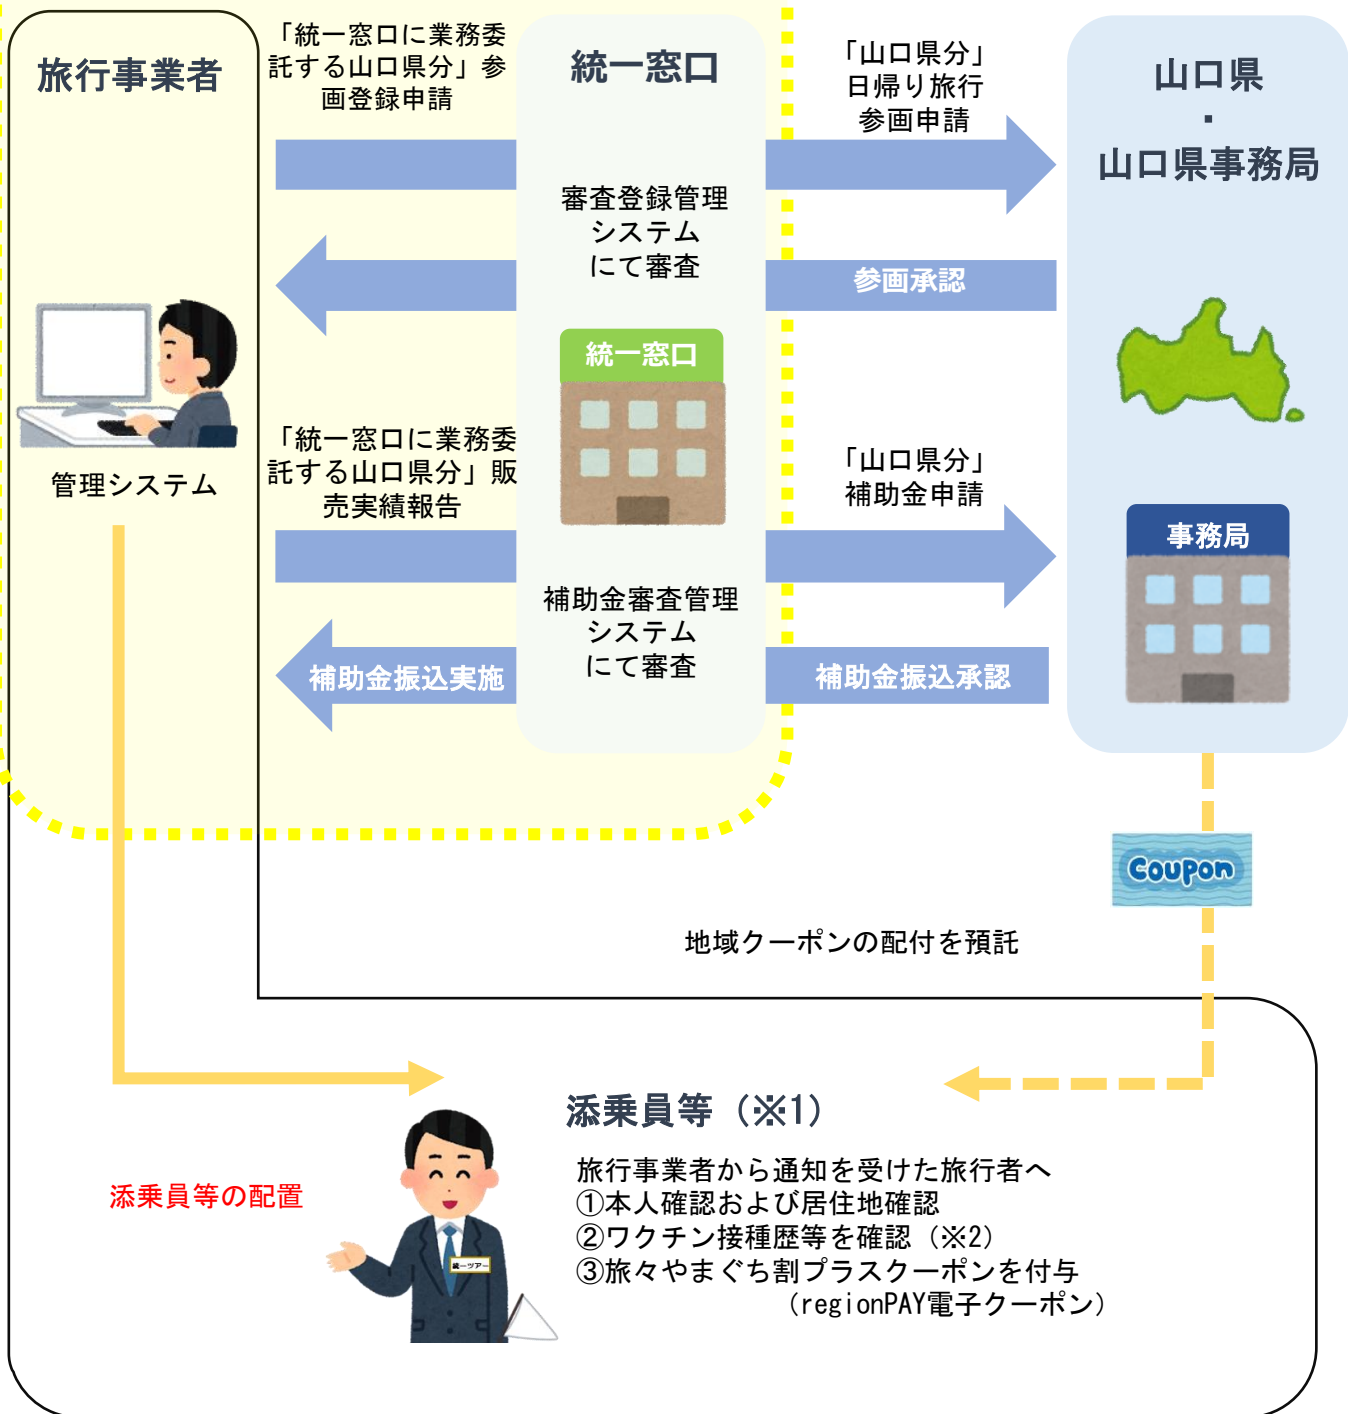 旅行事業者
「統一窓口に業務委
託する山口県分」参
画登録申請
統一窓口
「山口県分」
日帰り旅行
参画申請
山口県
・
山口県事務局
審査登録管理
システム
にて審査
参画承認
統一窓口
管理システム
「統一窓口に業務委
託する山口県分」販
売実績報告
「山口県分」
補助金申請
事務局
補助金審査管理
システム
にて審査
補助金振込実施
補助金振込承認
Coupon
地域クーポンの配付を預託
添乗員等（※1）
添乗員等の配置
旅行事業者から通知を受けた旅行者へ
①本人確認および居住地確認
②ワクチン接種歴等を確認（※2）
③旅々やまぐち割プラスクーポンを付与
（regionPAY電子クーポン）
統一ツアー